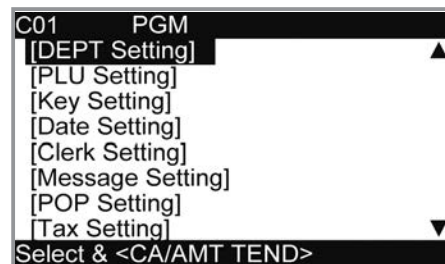 C01 PGM
[DEPT Setting]
[PLU Setting]
[Key Setting]
[Date Setting]
[Clerk Setting]
[Message Setting]
[POP Setting]
[Tax Setting]
Select & <CA/AMT TEND>